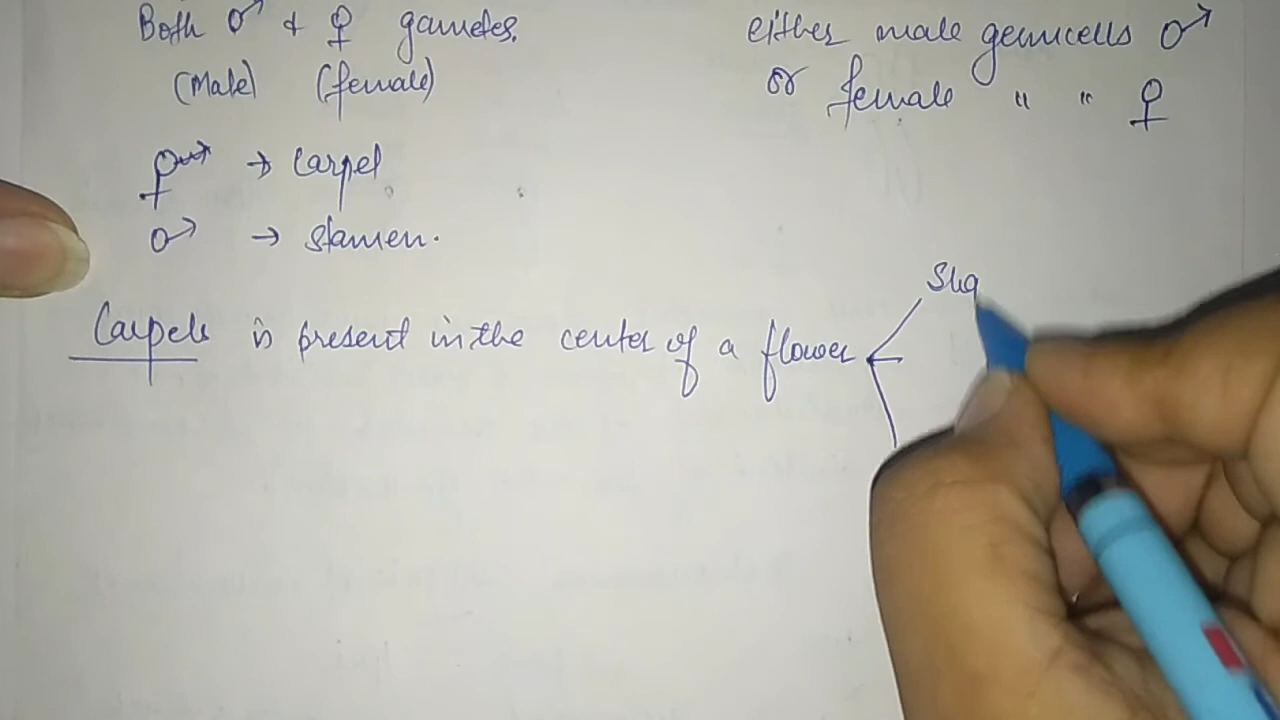 Both ♂ & ♀ gametes.
(Male) (female)
either male germcells ♂
or female " " ♀
♀ → Carpel.
♂ → stamen.
Carpels is present in the center of a flower
Stig